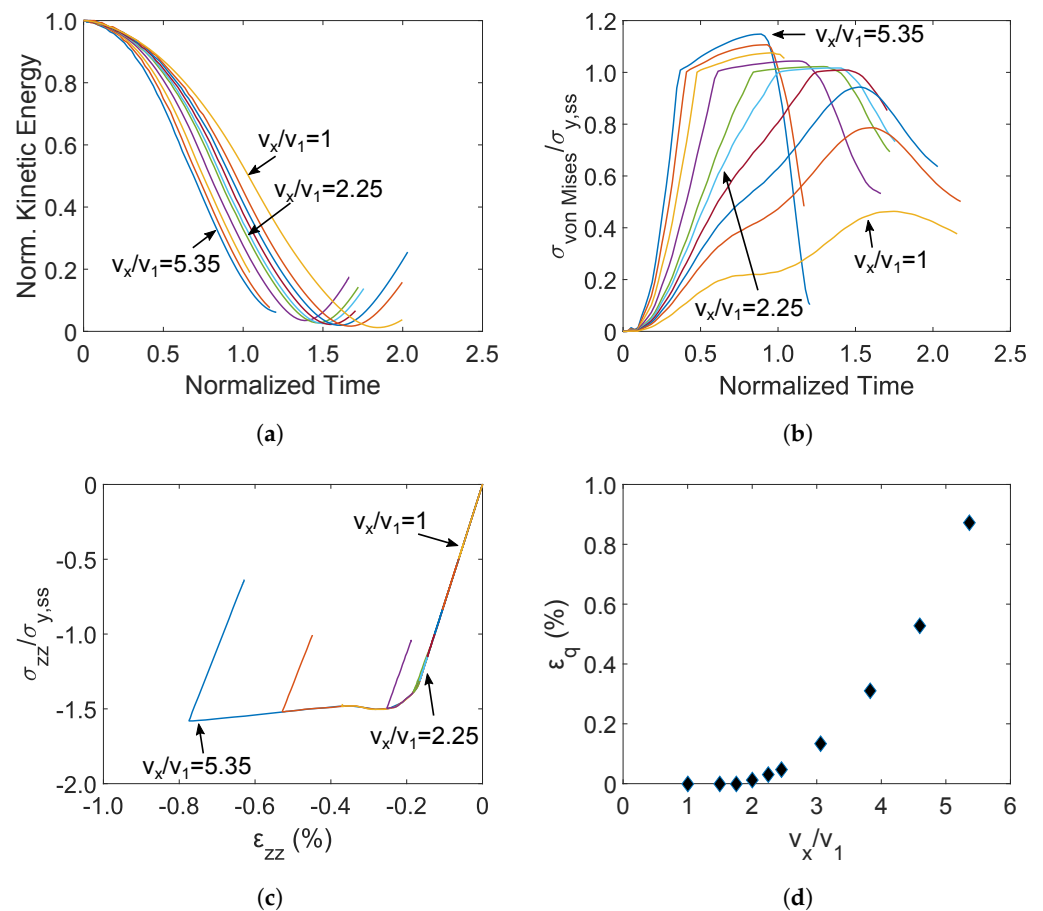 1.0
0.8
0.6
0.4
0.2
0
Norm. Kinetic Energy
v_x/v_1=1
v_x/v_1=2.25
v_x/v_1=5.35
0 0.5 1.0 1.5 2.0 2.5
Normalized Time
(a)
1.2
1.0
0.8
0.6
0.4
0.2
0
σ_von Mises/σ_y,ss
v_x/v_1=5.35
v_x/v_1=1
v_x/v_1=2.25
0 0.5 1.0 1.5 2.0 2.5
Normalized Time
(b)
0
-0.5
-1.0
-1.5
-2.0
σ_zz/σ_y,ss
v_x/v_1=1
v_x/v_1=2.25
v_x/v_1=5.35
-1.0 -0.8 -0.6 -0.4 -0.2 0
ε_zz (%)
(c)
1.0
0.8
0.6
0.4
0.2
0
ε_q (%)
0 1 2 3 4 5 6
v_x/v_1
(d)